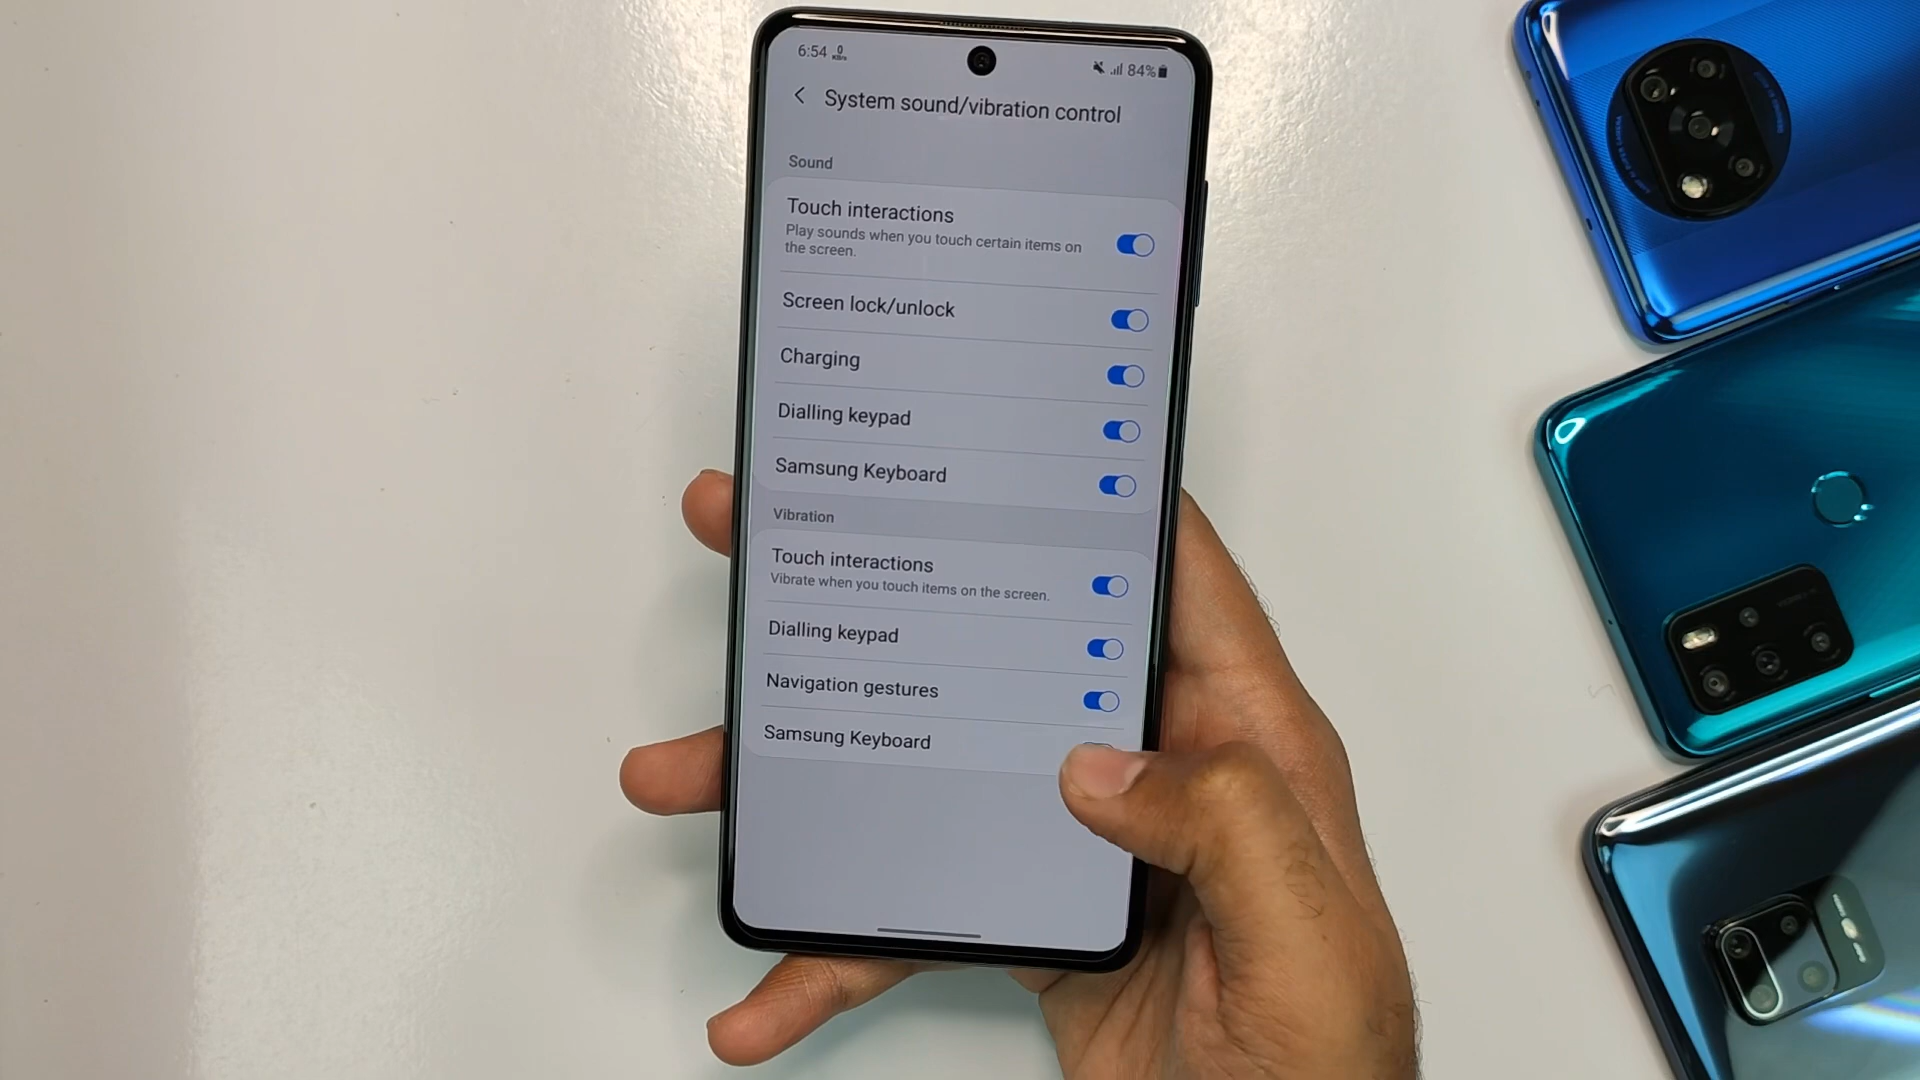 6:54 0 KB/s
84%
System sound/vibration control
Sound
Touch interactions
Play sounds when you touch certain items on
the screen.
Screen lock/unlock
Charging
Dialling keypad
Samsung Keyboard
Vibration
Touch interactions
Vibrate when you touch items on the screen.
Dialling keypad
Navigation gestures
Samsung Keyboard